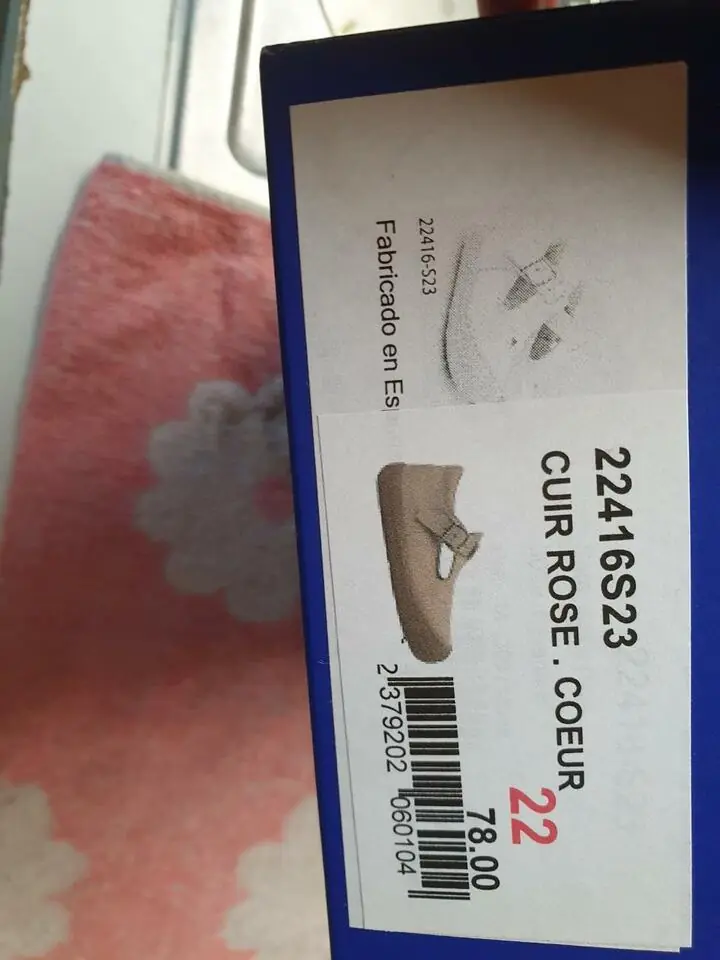 22416-S23
Fabricado en Es
22416S23
CUIR ROSE . COEUR
22
78.00
2 379202 060104